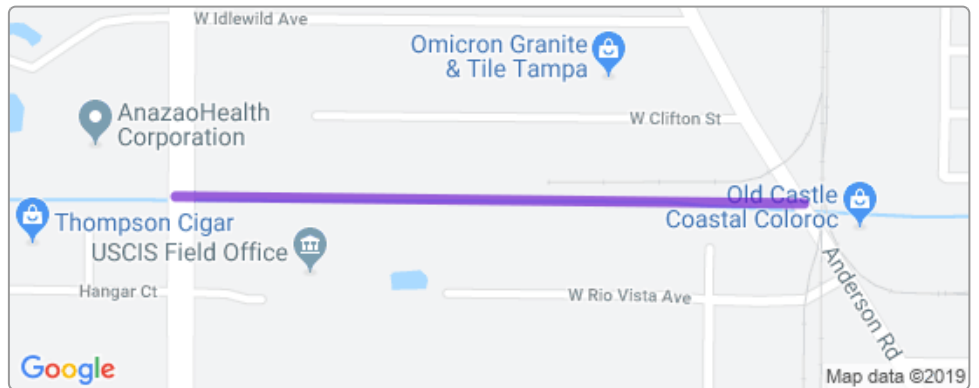 W Idlewild Ave
Omicron Granite
& Tile Tampa
AnazaoHealth
Corporation
W Clifton St
Old Castle
Coastal Coloroc
Thompson Cigar
USCIS Field Office
Hangar Ct
W Rio Vista Ave
Anderson Rd
Google
Map data ©2019